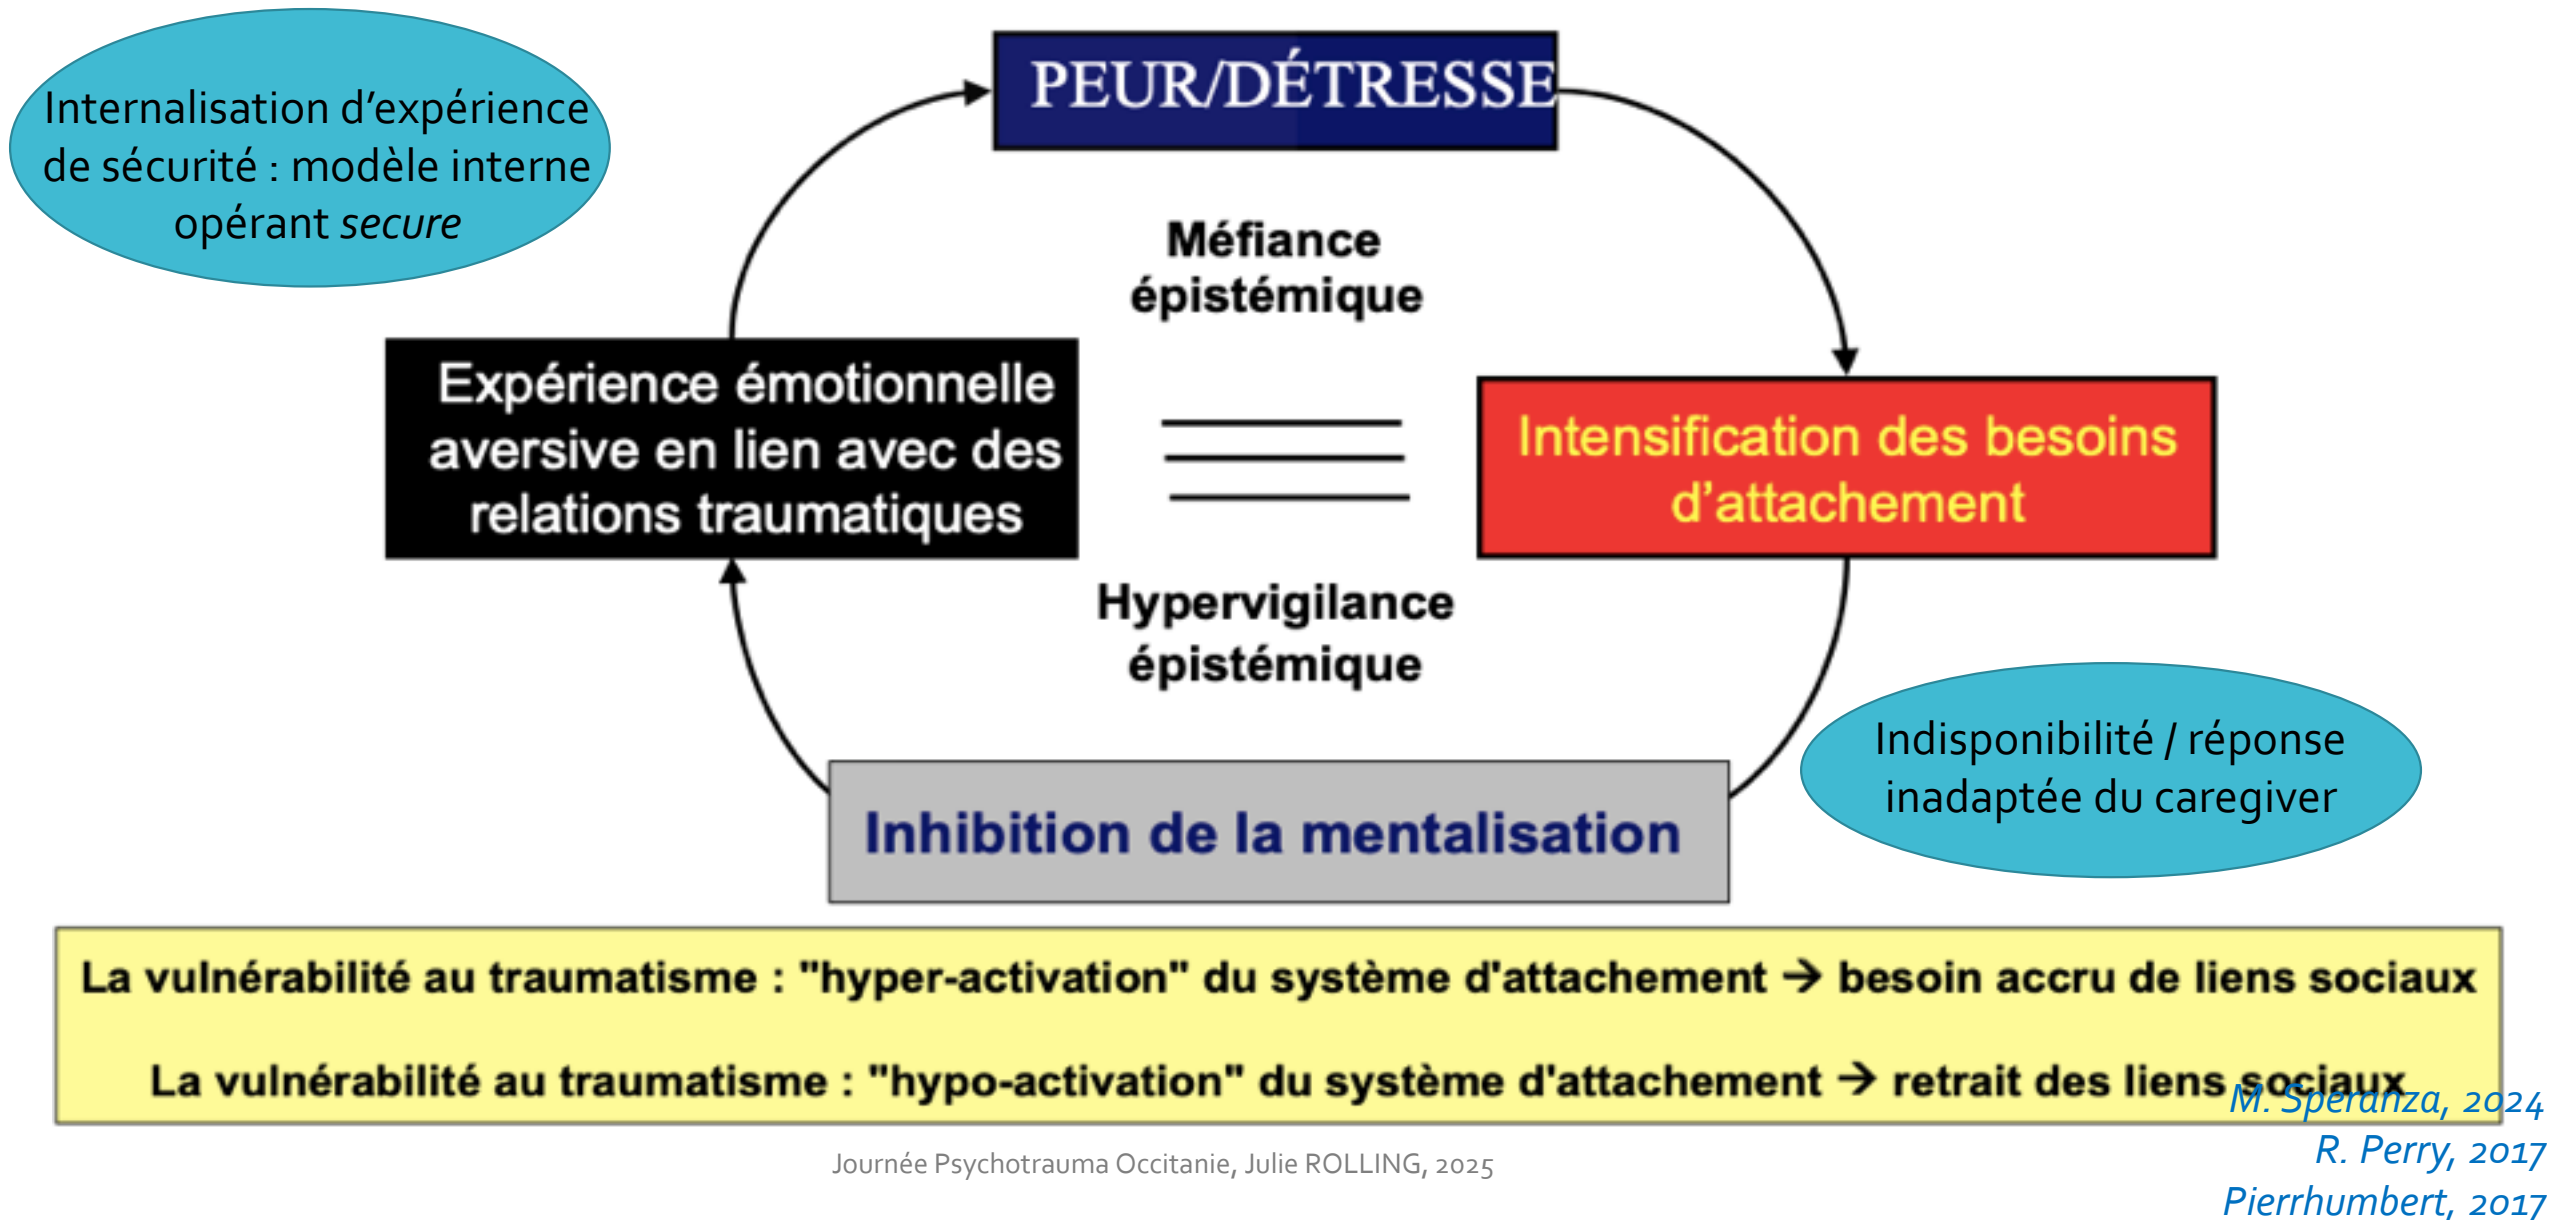 Internalisation d'expérience
de sécurité : modèle interne
opérant secure
PEUR/DÉTRESSE
Méfiance
épistémique
Expérience émotionnelle
aversive en lien avec des
relations traumatiques
Intensification des besoins
d'attachement
Hypervigilance
épistémique
Indisponibilité / réponse
inadaptée du caregiver
Inhibition de la mentalisation
La vulnérabilité au traumatisme : "hyper-activation" du système d'attachement → besoin accru de liens sociaux
La vulnérabilité au traumatisme : "hypo-activation" du système d'attachement → retrait des liens sociaux
M. Speranza, 2024
R. Perry, 2017
Pierrhumbert, 2017
Journée Psychotrauma Occitanie, Julie ROLLING, 2025